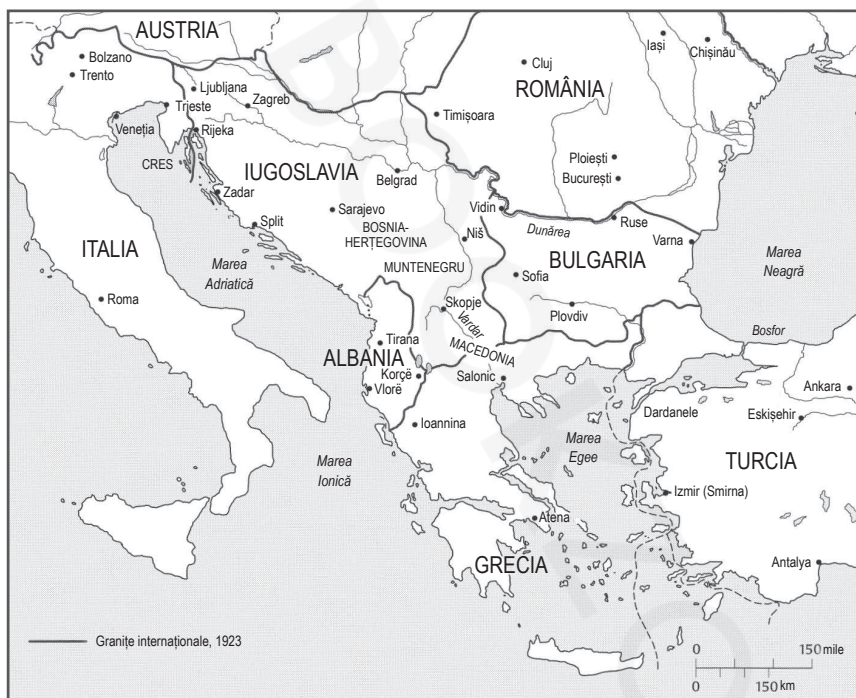 AUSTRIA
Bolzano
Trento
Ljubljana
Zagreb
Trieste
Veneția
Rijeka
CRES
Zadar
Split
IUGOSLAVIA
Belgrad
Sarajevo
BOSNIA-
HERȚEGOVINA
MUNTENEGRU
Niš
Skopje
Vardar
MACEDONIA
Cluj
Iași
Chișinău
ROMÂNIA
Timișoara
Ploiești
București
Vidin
Dunărea
Ruse
Varna
BULGARIA
Sofia
Plovdiv
Marea
Neagră
Bosfor
ITALIA
Roma
Marea
Adriatică
Tirana
ALBANIA
Korçë
Vlorë
Salonic
Ioannina
Marea
Ionică
Marea
Egee
Dardanele
Ankara
Eskișehir
TURCIA
Izmir (Smirna)
Antalya
Atena
GRECIA
Granițe internaționale, 1923
0 150 mile
0 150 km
BOOKZ